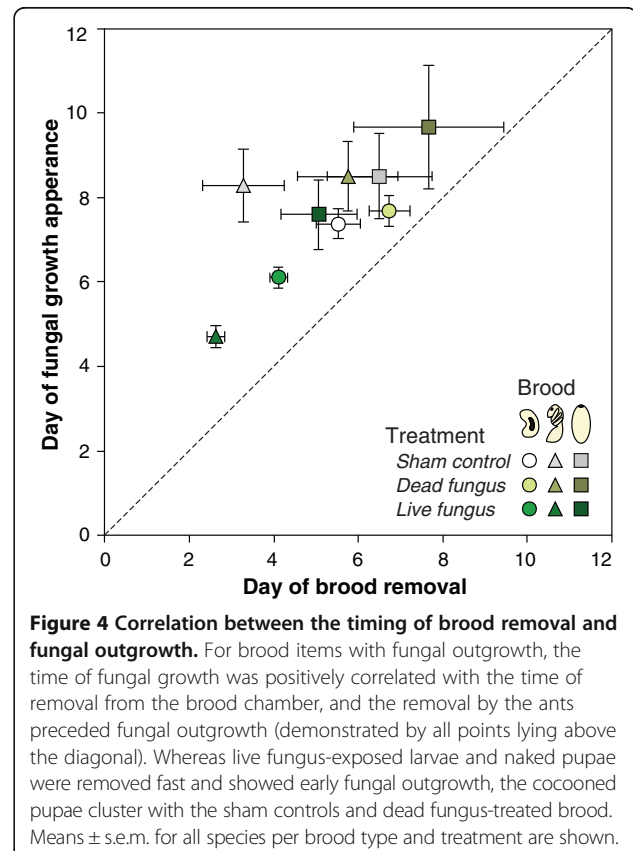 12
10
8
6
4
2
0
Day of fungal growth apperance
0 2 4 6 8 10 12
Day of brood removal
Brood
Treatment
Sham control
Dead fungus
Live fungus
Figure 4 Correlation between the timing of brood removal and
fungal outgrowth. For brood items with fungal outgrowth, the
time of fungal growth was positively correlated with the time of
removal from the brood chamber, and the removal by the ants
preceded fungal outgrowth (demonstrated by all points lying above
the diagonal). Whereas live fungus-exposed larvae and naked pupae
were removed fast and showed early fungal outgrowth, the cocooned
pupae cluster with the sham controls and dead fungus-treated brood.
Means ± s.e.m. for all species per brood type and treatment are shown.